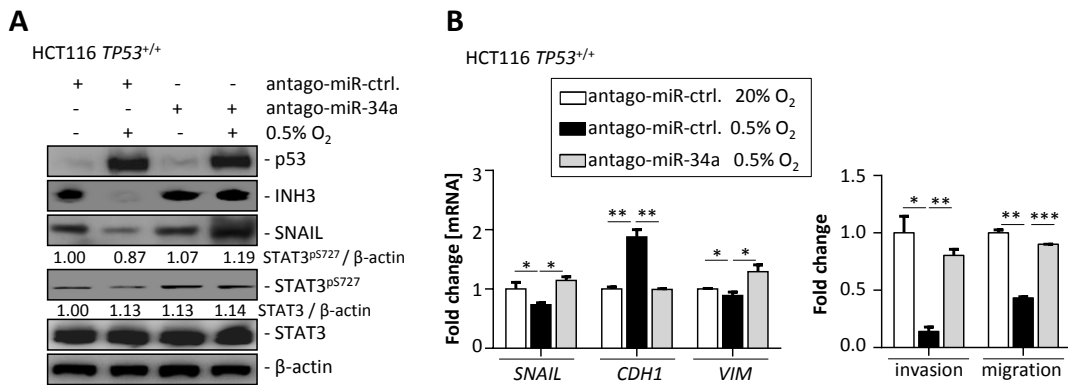 A
HCT116 TP53+/+
+ + - - antago-miR-ctrl.
- - + + antago-miR-34a
- + - + 0.5% O2
- p53
- INH3
- SNAIL
1.00 0.87 1.07 1.19 STAT3pS727 / β-actin
- STAT3pS727
1.00 1.13 1.13 1.14 STAT3 / β-actin
- STAT3
- β-actin
B
HCT116 TP53+/+
antago-miR-ctrl. 20% O2
antago-miR-ctrl. 0.5% O2
antago-miR-34a 0.5% O2
Fold change [mRNA]
3
2
1
0
* *
** **
* *
SNAIL CDH1 VIM
Fold change
1.5
1.0
0.5
0.0
* **
** ***
invasion migration